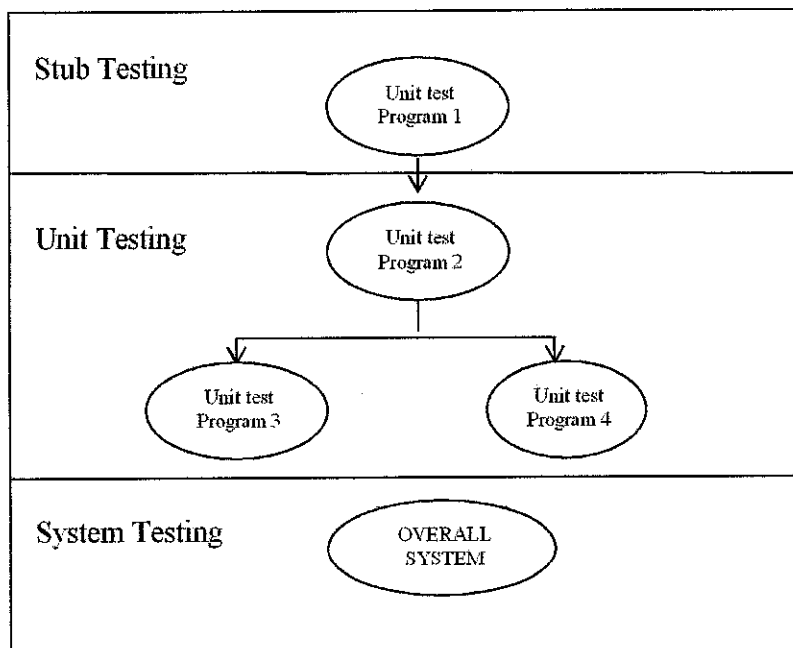 Stub Testing
Unit test
Program 1
Unit Testing
Unit test
Program 2
Unit test
Program 3
Unit test
Program 4
System Testing
OVERALL
SYSTEM